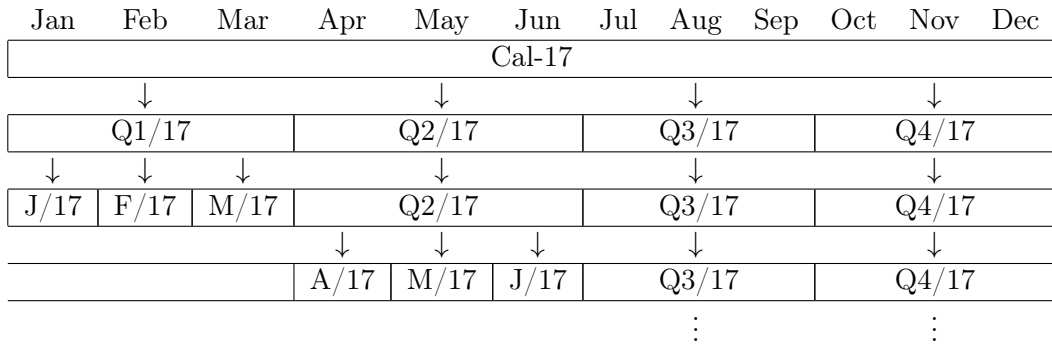 Jan Feb Mar Apr May Jun Jul Aug Sep Oct Nov Dec
Cal-17
↓ ↓ ↓ ↓
Q1/17 Q2/17 Q3/17 Q4/17
↓ ↓ ↓ ↓ ↓ ↓
J/17 F/17 M/17 Q2/17 Q3/17 Q4/17
↓ ↓ ↓ ↓ ↓
A/17 M/17 J/17 Q3/17 Q4/17
⋮ ⋮